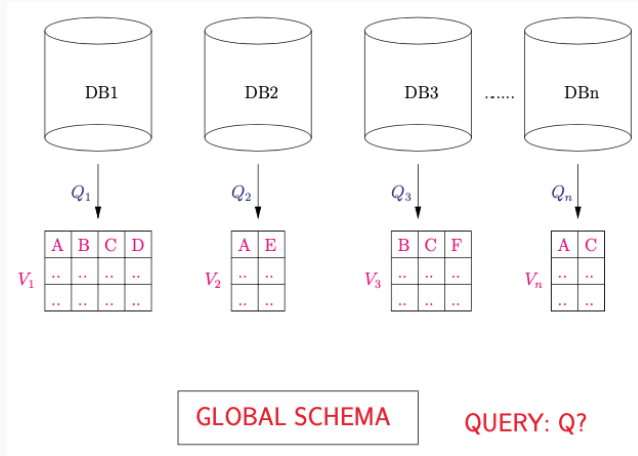 DB1 DB2 DB3 ...... DBn
Q₁ Q₂ Q₃ Qₙ
A B C D A E B C F A C
V₁ .. .. .. .. V₂ .. .. V₃ .. .. .. Vₙ .. ..
.. .. .. .. .. .. .. .. .. .. ..
GLOBAL SCHEMA QUERY: Q?